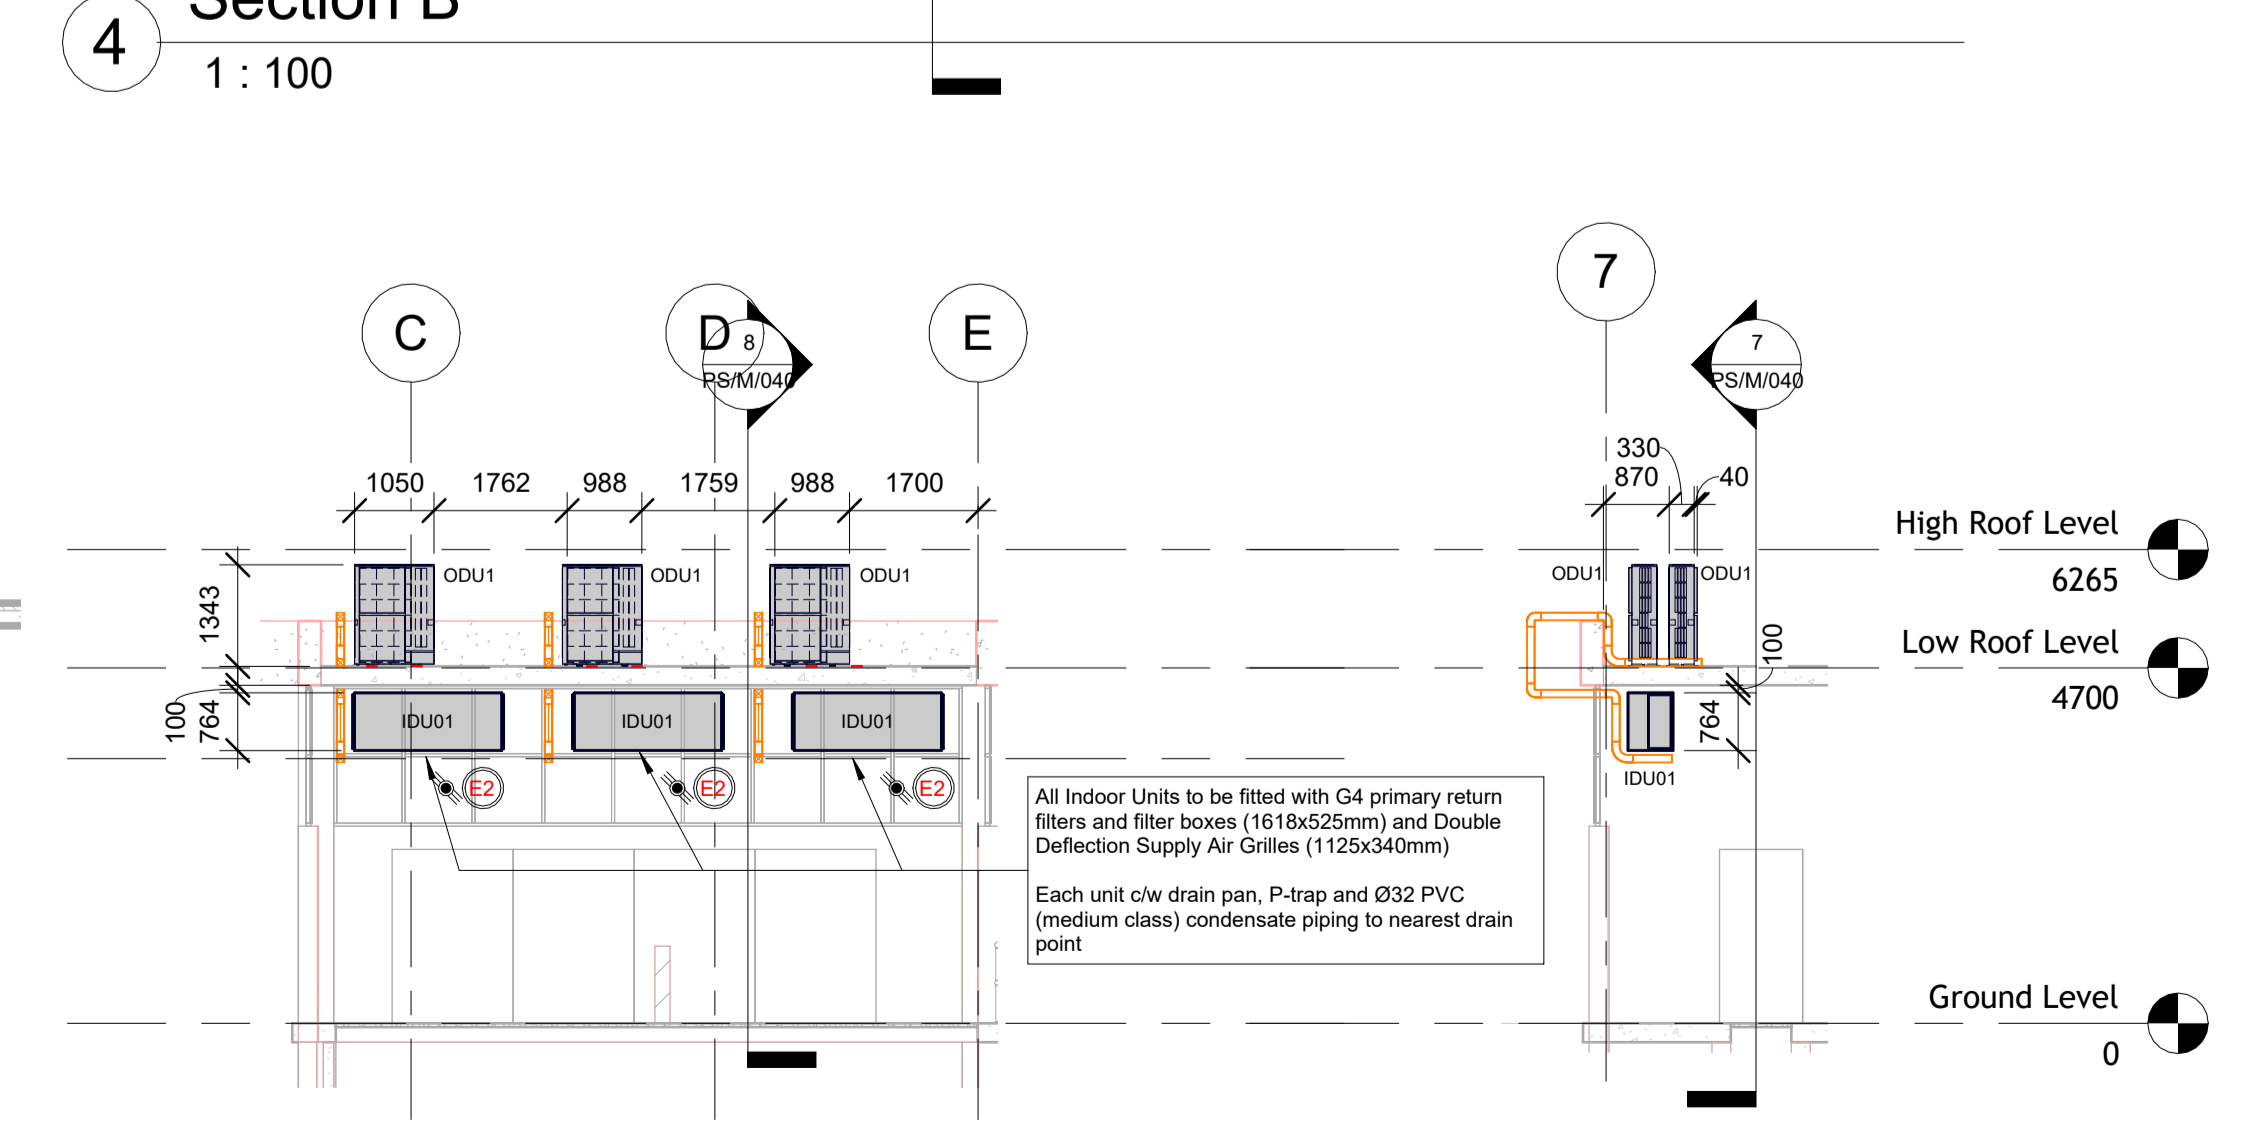 Section B
4
1 : 100
C
D
E
7
8
PS/M/040
7
PS/M/040
1050
1762
988
1759
988
1700
330
870
40
High Roof Level
6265
ODU1
ODU1
ODU1
ODU1
ODU1
1343
100
Low Roof Level
4700
100
764
IDU01
IDU01
IDU01
764
IDU01
E2
E2
E2
All Indoor Units to be fitted with G4 primary return
filters and filter boxes (1618x525mm) and Double
Deflection Supply Air Grilles (1125x340mm)
Each unit c/w drain pan, P-trap and Ø32 PVC
(medium class) condensate piping to nearest drain
point
Ground Level
0